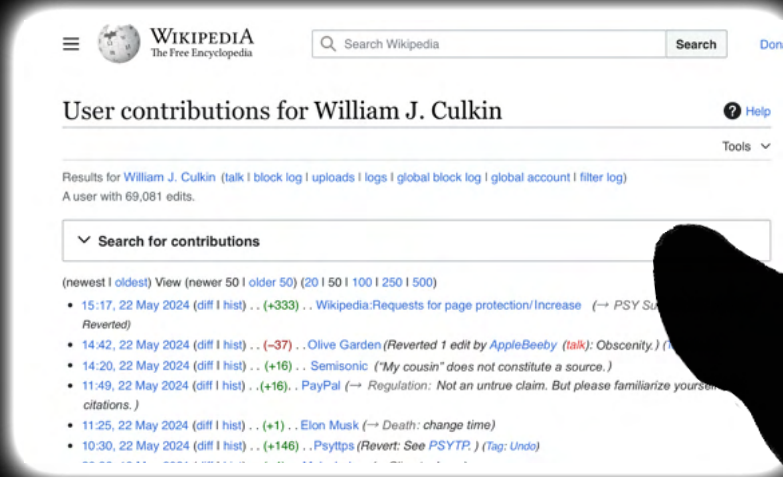 WIKIPEDIA
The Free Encyclopedia
Search Wikipedia
Search
User contributions for William J. Culkin
Help
Tools
Results for William J. Culkin (talk | block log | uploads | logs | global block log | global account | filter log)
A user with 69,081 edits.
Search for contributions
(newest | oldest) View (newer 50 | older 50) (20 | 50 | 100 | 250 | 500)
• 15:17, 22 May 2024 (diff | hist) . . (+333) . . Wikipedia:Requests for page protection/Increase (→ PSY
Reverted)
• 14:42, 22 May 2024 (diff | hist) . . (–37) . . Olive Garden (Reverted 1 edit by AppleBeeby (talk): Obscenity.)
• 14:20, 22 May 2024 (diff | hist) . . (+16) . . Semisonic ("My cousin" does not constitute a source.)
• 11:49, 22 May 2024 (diff | hist) . . (+16). . PayPal (→ Regulation: Not an untrue claim. But please familiarize
citations. )
• 11:25, 22 May 2024 (diff | hist) . . (+1) . . Elon Musk (→ Death: change time)
• 10:30, 22 May 2024 (diff | hist) . . (+146) . . Psyttps (Revert: See PSYTP. ) (Tag: Undo)